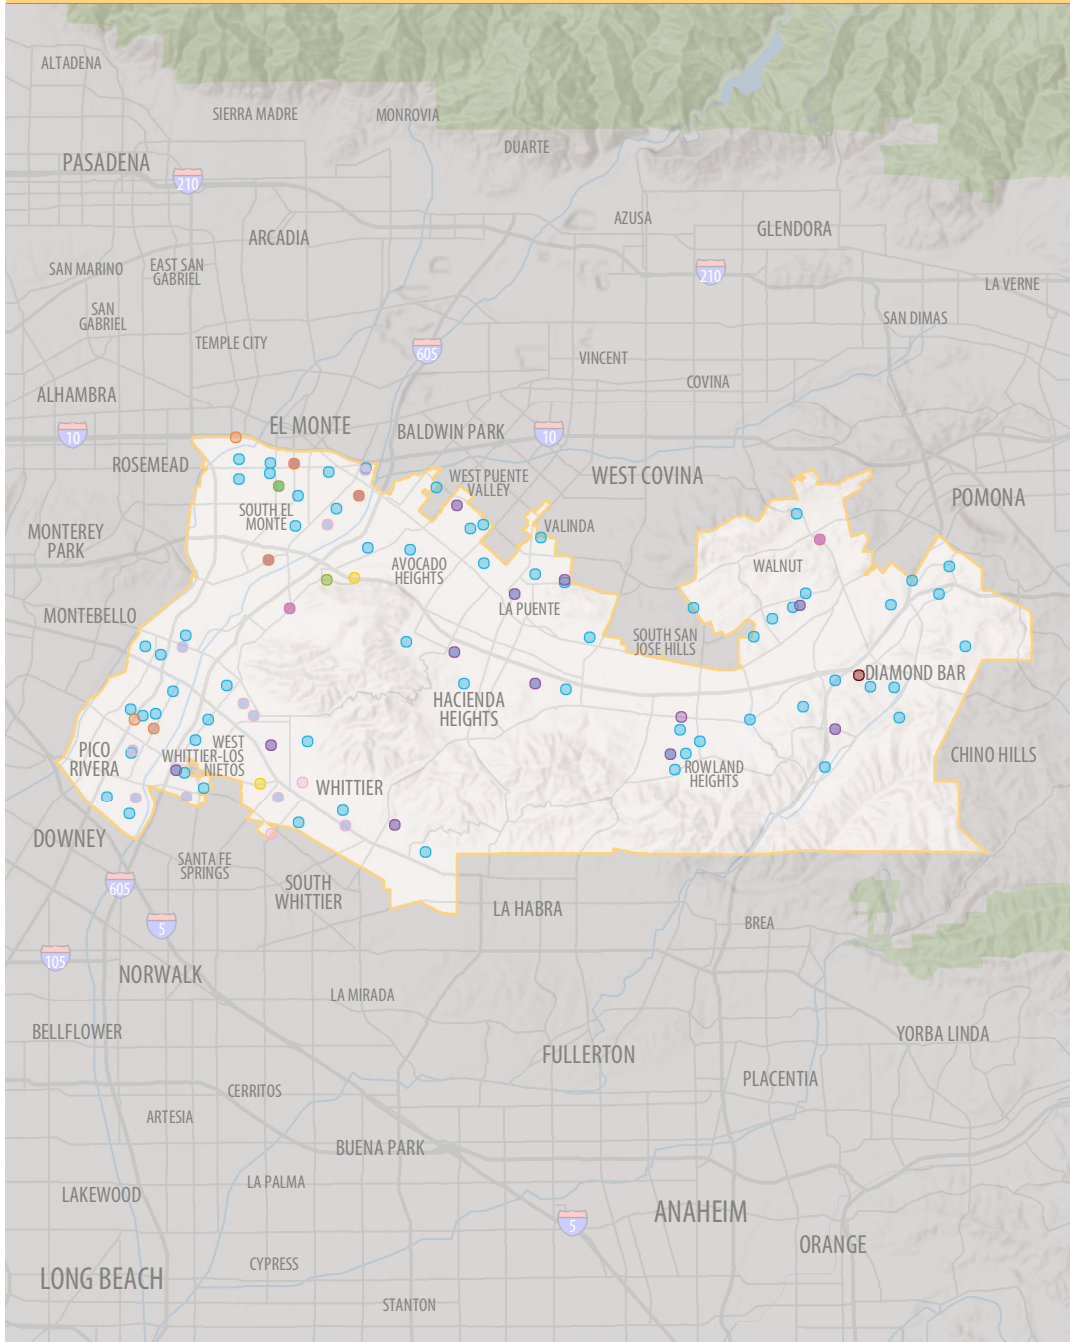 ALTADENA
SIERRA MADRE
MONROVIA
DUARTE
PASADENA
210
AZUSA
GLENDORA
ARCADIA
SAN MARINO
EAST SAN
GABRIEL
210
LA VERNE
SAN
GABRIEL
SAN DIMAS
TEMPLE CITY
605
VINCENT
COVINA
ALHAMBRA
10
EL MONTE
BALDWIN PARK
10
ROSEMEAD
WEST PUENTE
VALLEY
WEST COVINA
POMONA
SOUTH EL
MONTE
VALINDA
MONTEREY
PARK
AVOCADO
HEIGHTS
WALNUT
LA PUENTE
MONTEBELLO
SOUTH SAN
JOSE HILLS
DIAMOND BAR
HACIENDA
HEIGHTS
PICO
RIVERA
WEST
WHITTIER-LOS
NIETOS
CHINO HILLS
ROWLAND
HEIGHTS
WHITTIER
DOWNEY
SANTA FE
SPRINGS
605
SOUTH
WHITTIER
LA HABRA
BREA
5
105
NORWALK
LA MIRADA
BELLFLOWER
YORBA LINDA
FULLERTON
PLACENTIA
CERRITOS
ARTESIA
BUENA PARK
LA PALMA
LAKEWOOD
ANAHEIM
5
ORANGE
CYPRESS
LONG BEACH
STANTON